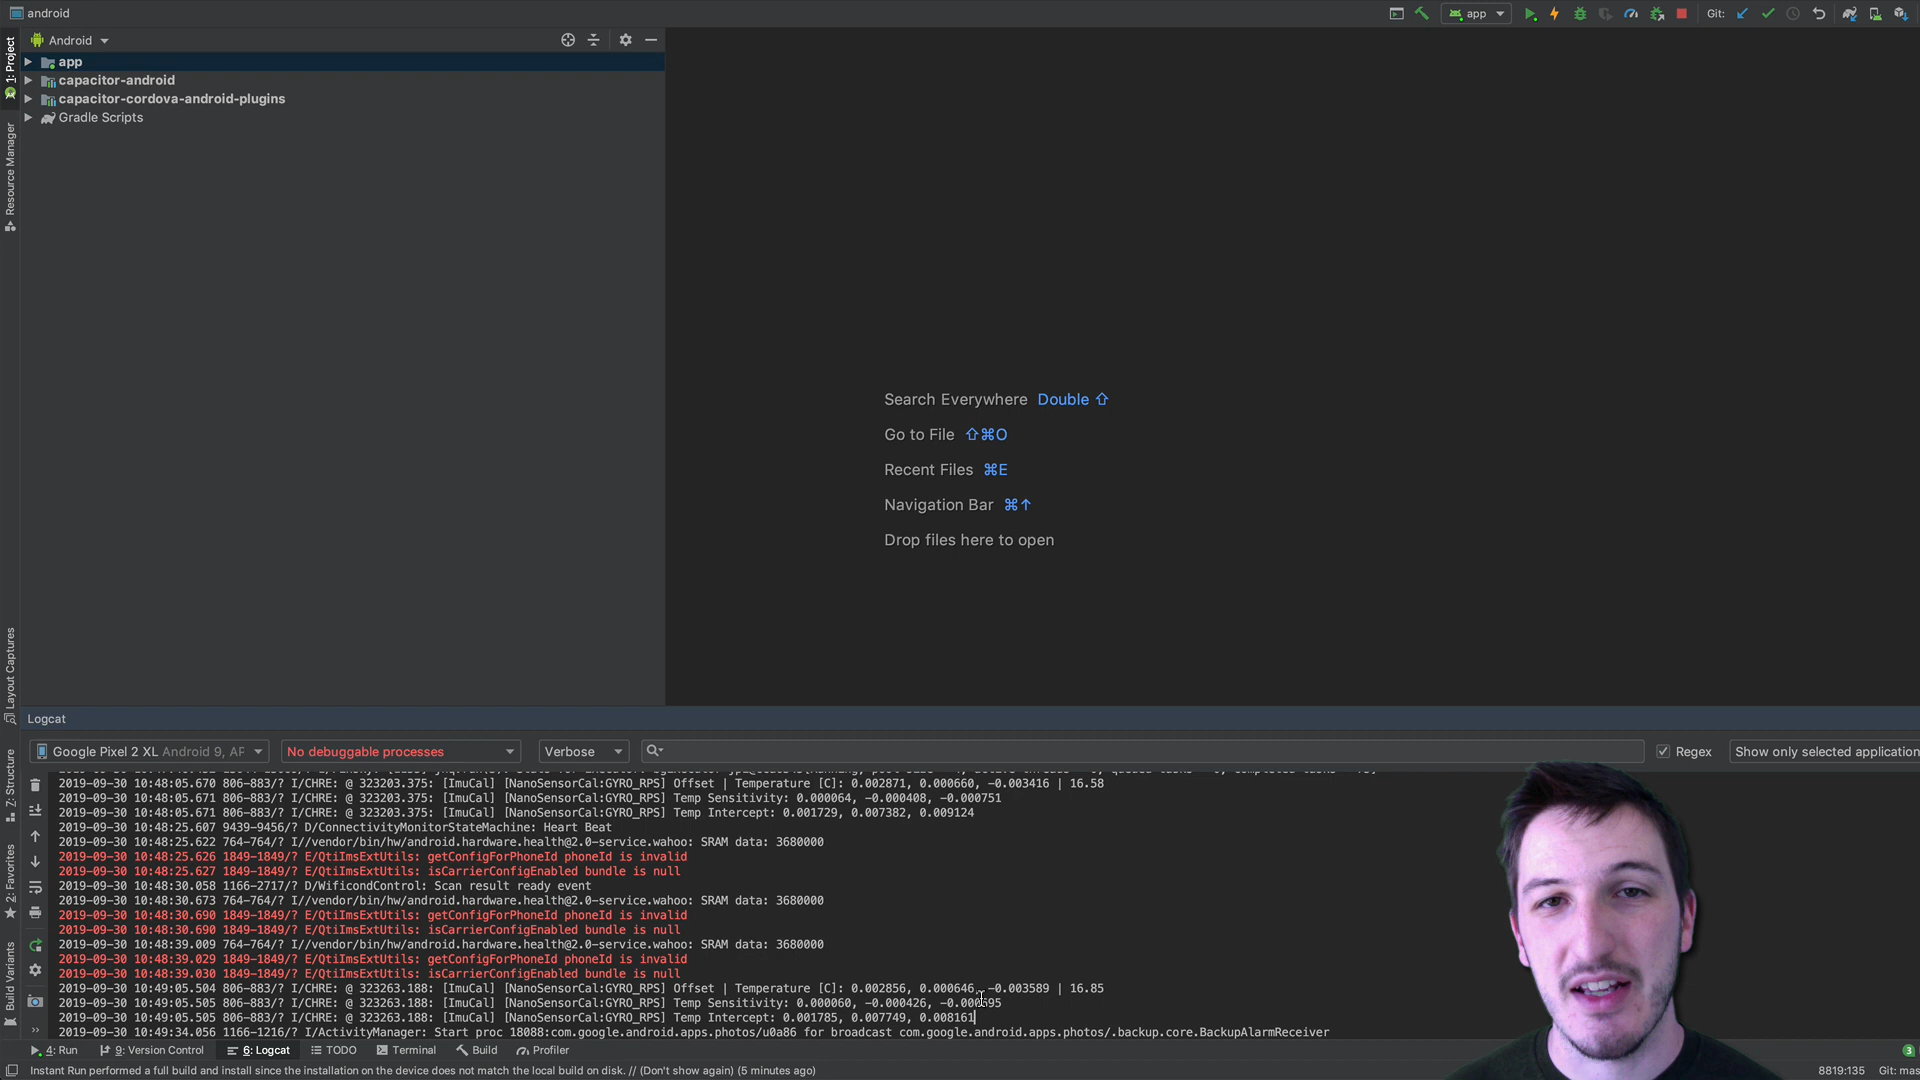 android
app
Git:
1: Project
Android
app
capacitor-android
capacitor-cordova-android-plugins
Gradle Scripts
Resource Manager
Layout Captures
Z: Structure
2: Favorites
Build Variants
Search Everywhere Double ⇧
Go to File ⇧⌘O
Recent Files ⌘E
Navigation Bar ⌘↑
Drop files here to open
Logcat
Google Pixel 2 XL Android 9, AP
No debuggable processes
Verbose
Regex
Show only selected application
2019-09-30 10:48:05.670 806-883/? I/CHRE: @ 323203.375: [ImuCal] [NanoSensorCal:GYRO_RPS] Offset | Temperature [C]: 0.002871, 0.000660, -0.003416 | 16.58
2019-09-30 10:48:05.671 806-883/? I/CHRE: @ 323203.375: [ImuCal] [NanoSensorCal:GYRO_RPS] Temp Sensitivity: 0.000064, -0.000408, -0.000751
2019-09-30 10:48:05.671 806-883/? I/CHRE: @ 323203.375: [ImuCal] [NanoSensorCal:GYRO_RPS] Temp Intercept: 0.001729, 0.007382, 0.009124
2019-09-30 10:48:25.607 9439-9456/? D/ConnectivityMonitorStateMachine: Heart Beat
2019-09-30 10:48:25.622 764-764/? I//vendor/bin/hw/android.hardware.health@2.0-service.wahoo: SRAM data: 3680000
2019-09-30 10:48:25.626 1849-1849/? E/QtiImsExtUtils: getConfigForPhoneId phoneId is invalid
2019-09-30 10:48:25.627 1849-1849/? E/QtiImsExtUtils: isCarrierConfigEnabled bundle is null
2019-09-30 10:48:30.058 1166-2717/? D/WificondControl: Scan result ready event
2019-09-30 10:48:30.673 764-764/? I//vendor/bin/hw/android.hardware.health@2.0-service.wahoo: SRAM data: 3680000
2019-09-30 10:48:30.690 1849-1849/? E/QtiImsExtUtils: getConfigForPhoneId phoneId is invalid
2019-09-30 10:48:30.690 1849-1849/? E/QtiImsExtUtils: isCarrierConfigEnabled bundle is null
2019-09-30 10:48:39.009 764-764/? I//vendor/bin/hw/android.hardware.health@2.0-service.wahoo: SRAM data: 3680000
2019-09-30 10:48:39.029 1849-1849/? E/QtiImsExtUtils: getConfigForPhoneId phoneId is invalid
2019-09-30 10:48:39.030 1849-1849/? E/QtiImsExtUtils: isCarrierConfigEnabled bundle is null
2019-09-30 10:49:05.504 806-883/? I/CHRE: @ 323263.188: [ImuCal] [NanoSensorCal:GYRO_RPS] Offset | Temperature [C]: 0.002856, 0.000646, -0.003589 | 16.85
2019-09-30 10:49:05.505 806-883/? I/CHRE: @ 323263.188: [ImuCal] [NanoSensorCal:GYRO_RPS] Temp Sensitivity: 0.000060, -0.000426,
2019-09-30 10:49:05.505 806-883/? I/CHRE: @ 323263.188: [ImuCal] [NanoSensorCal:GYRO_RPS] Temp Intercept: 0.001785, 0.007749, 0.008161
2019-09-30 10:49:34.056 1166-1216/? I/ActivityManager: Start proc 18088:com.google.android.apps.photos/u0a86 for broadcast com.google.android.apps.photos/.backup.core.BackupAlarmReceiver
4: Run
9: Version Control
6: Logcat
TODO
Terminal
Build
Profiler
3
Instant Run performed a full build and install since the installation on the device does not match the local build on disk. // (Don't show again) (5 minutes ago)
8819:135
Git: mas